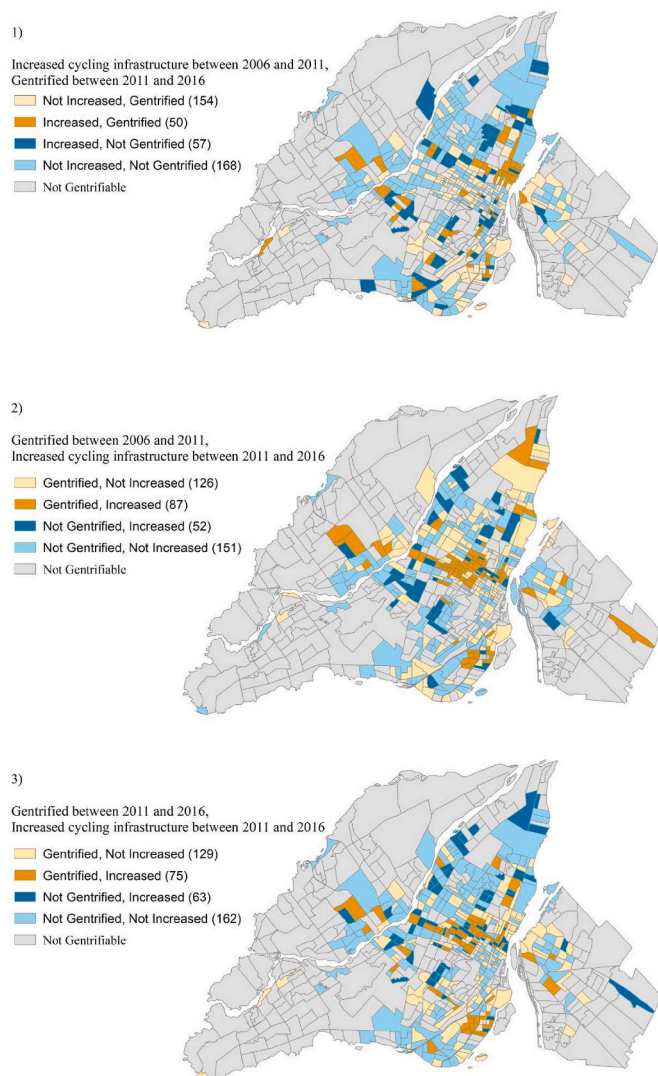 1)
Increased cycling infrastructure between 2006 and 2011,
Gentrified between 2011 and 2016
Not Increased, Gentrified (154)
Increased, Gentrified (50)
Increased, Not Gentrified (57)
Not Increased, Not Gentrified (168)
Not Gentrifiable
2)
Gentrified between 2006 and 2011,
Increased cycling infrastructure between 2011 and 2016
Gentrified, Not Increased (126)
Gentrified, Increased (87)
Not Gentrified, Increased (52)
Not Gentrified, Not Increased (151)
Not Gentrifiable
3)
Gentrified between 2011 and 2016,
Increased cycling infrastructure between 2011 and 2016
Gentrified, Not Increased (129)
Gentrified, Increased (75)
Not Gentrified, Increased (63)
Not Gentrified, Not Increased (162)
Not Gentrifiable